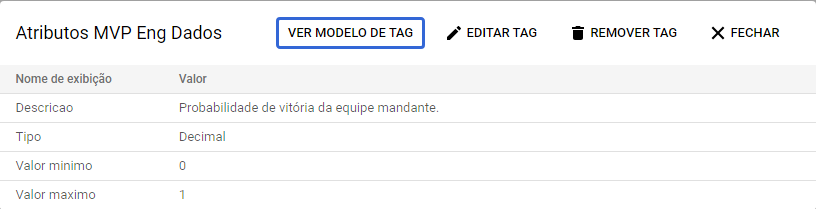 Atributos MVP Eng Dados VER MODELO DE TAG EDITAR TAG REMOVER TAG FECHAR
Nome de exibição Valor
Descricao Probabilidade de vitória da equipe mandante.
Tipo Decimal
Valor minimo 0
Valor maximo 1